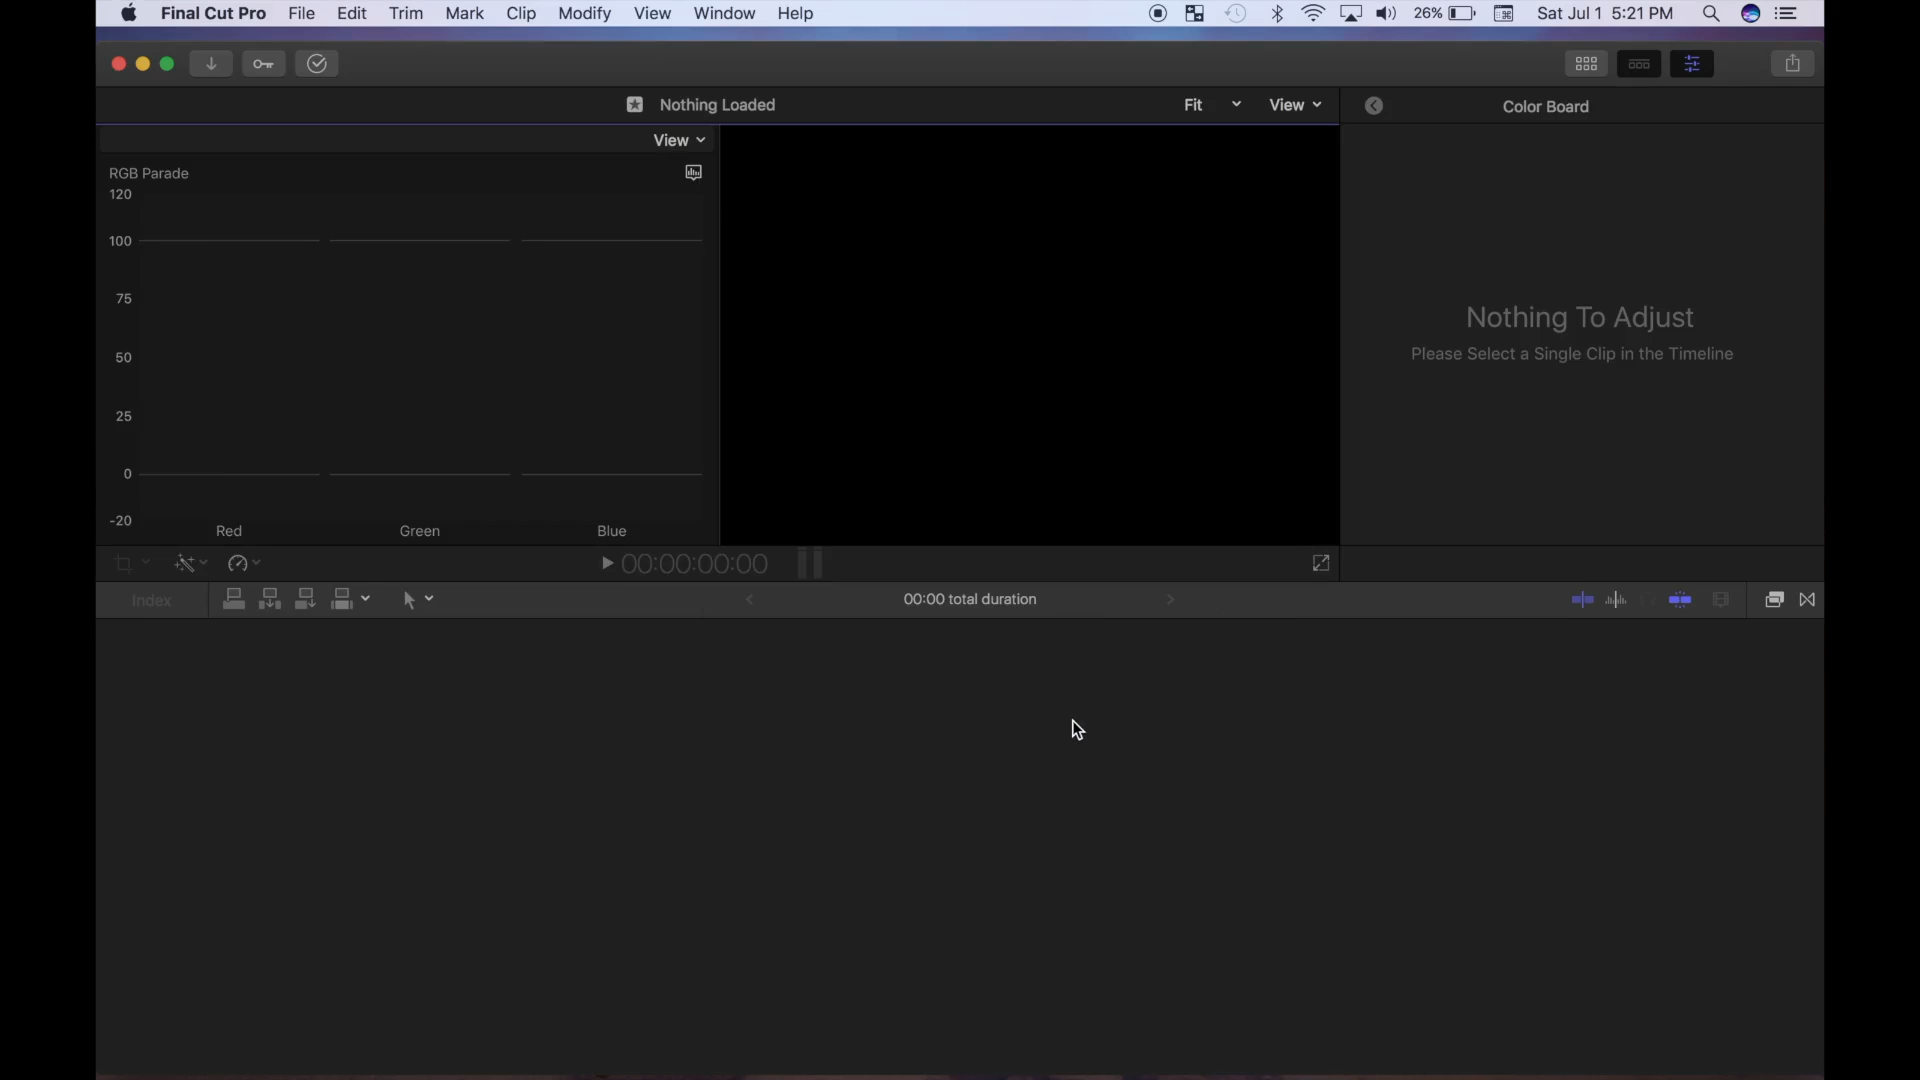 Final Cut Pro File Edit Trim Mark Clip Modify View Window Help 26% Sat Jul 1 5:21 PM
Nothing Loaded Fit View Color Board
View
RGB Parade
120
100
75
50
25
0
-20
Red Green Blue
Nothing To Adjust
Please Select a Single Clip in the Timeline
00:00:00:00
Index 00:00 total duration